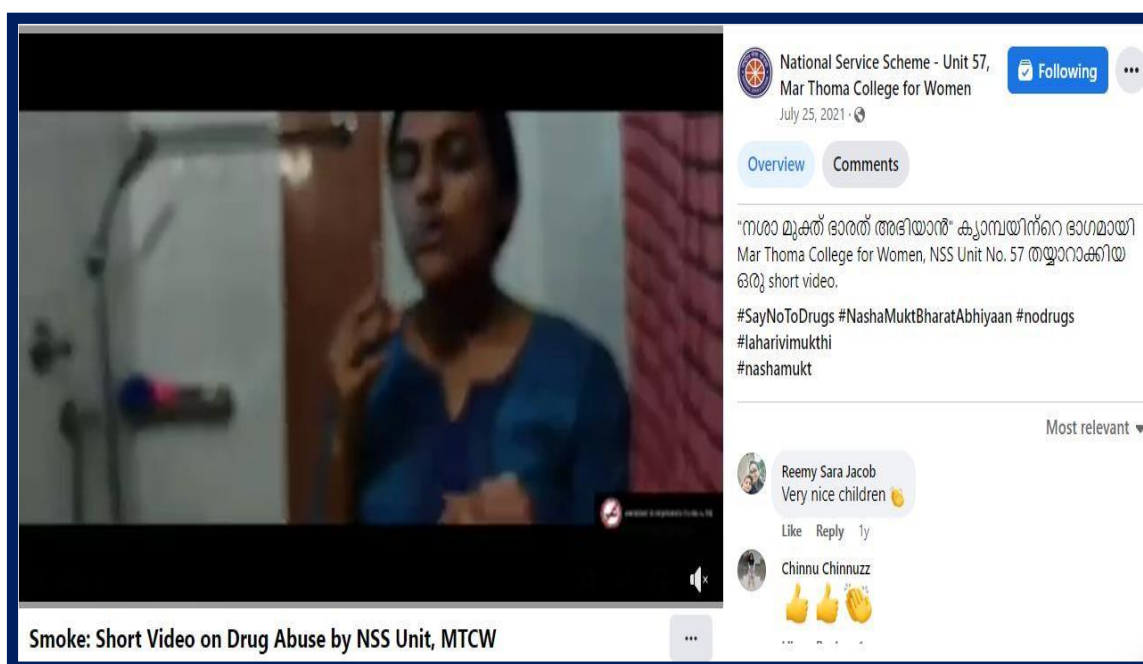 National Service Scheme - Unit 57,
Mar Thoma College for Women
July 25, 2021 ·
Following
Overview
Comments
"നശാ മുക്ത് ഭാരത് അഭിയാൻ" ക്യാമ്പയിന്റെ ഭാഗമായി
Mar Thoma College for Women, NSS Unit No. 57 തയ്യാറാക്കിയ
ഒരു short video.
#SayNoToDrugs #NashaMuktBharatAbhiyaan #nodrugs
#laharivimukthi
#nashamukt
Most relevant
Reemy Sara Jacob
Very nice children 👏
Like Reply 1y
Chinnu Chinnuzz
👍👍👏
Smoke: Short Video on Drug Abuse by NSS Unit, MTCW